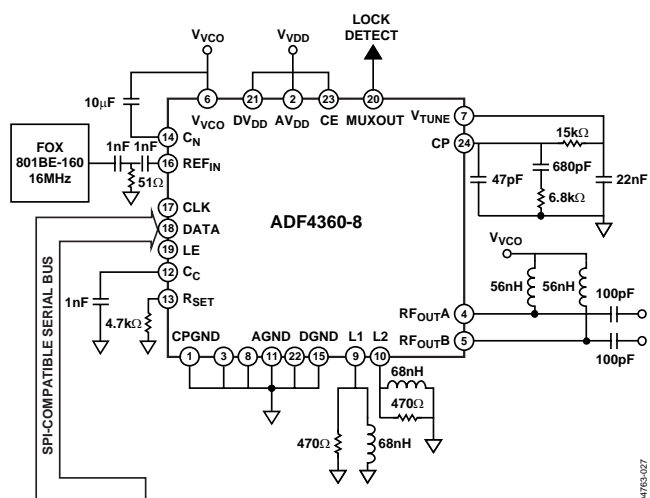 LOCK
DETECT
VVCO
VVDD
10µF
6
21
2
23
20
VVCO
DVDD
AVDD
CE
MUXOUT
VTUNE
7
14
CN
CP
24
15kΩ
FOX
801BE-160
16MHz
1nF
1nF
16
REFIN
51Ω
47pF
680pF
6.8kΩ
22nF
17
CLK
18
DATA
19
LE
ADF4360-8
12
CC
13
RSET
1nF
4.7kΩ
VVCO
56nH
56nH
100pF
RFOUTA
4
RFOUTB
5
100pF
CPGND
AGND
DGND
L1
L2
1
3
8
11
22
15
9
10
68nH
470Ω
470Ω
68nH
SPI-COMPATIBLE SERIAL BUS
04763-027